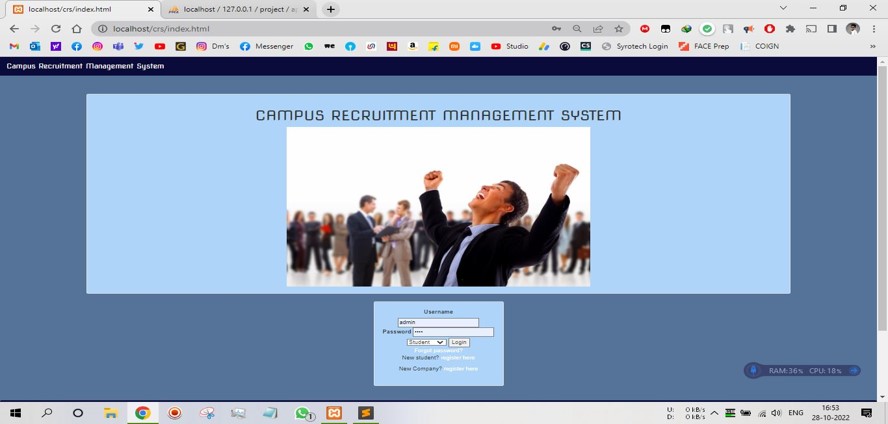 localhost/crs/index.html
localhost / 127.0.0.1 / project /
localhost/crs/index.html
Dm's
Messenger
Studio
CS
Syrotech Login
FACE Prep
COIGN
Campus Recruitment Management System
CAMPUS RECRUITMENT MANAGEMENT SYSTEM
Username
admin
Password
Student
Login
Forgot password?
New student? register here
New Company? register here
RAM:36%
CPU:18%
U: 0 kB/s
D: 0 kB/s
ENG
16:53
28-10-2022